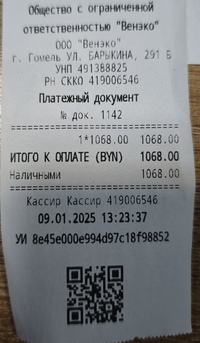 Общество с ограниченной
ответственностью "Венэко"
ООО "Венэко"
г. Гомель УЛ. БАРЫКИНА, 291 Б
УНП 491388825
РН СККО 419006546
Платежный документ
№ док. 1142
1*1068.00 1068.00
ИТОГО К ОПЛАТЕ (BYN) 1068.00
Наличными 1068.00
Кассир Кассир 419006546
09.01.2025 13:23:37
УИ 8e45e000e994d97c18f98852